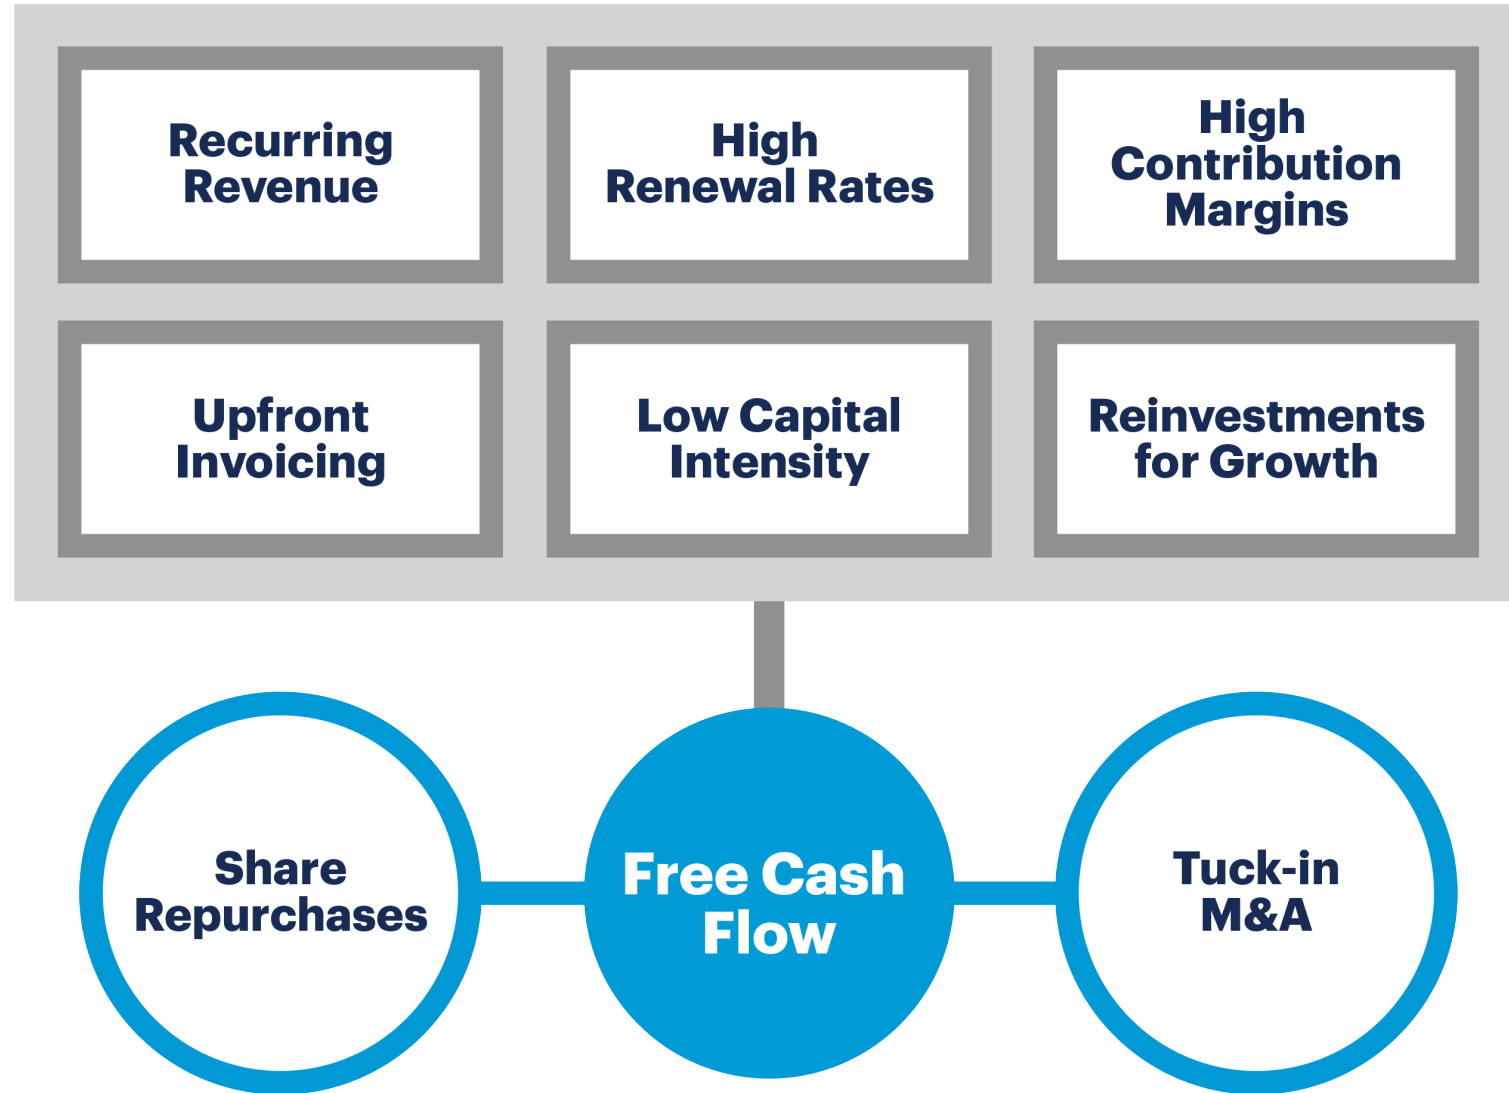 Recurring
Revenue
High
Renewal Rates
High
Contribution
Margins
Upfront
Invoicing
Low Capital
Intensity
Reinvestments
for Growth
Share
Repurchases
Free Cash
Flow
Tuck-in
M&A